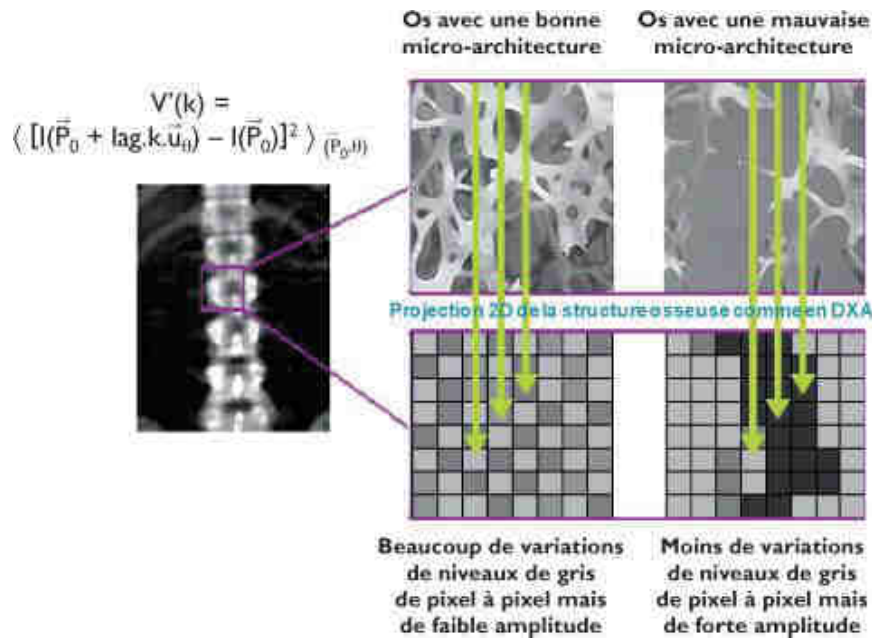 Os avec une bonne
micro-architecture
Os avec une mauvaise
micro-architecture
V'(k) =
⟨ [I(P⃗₀ + lag.k.u⃗θ) – I(P⃗₀)]² ⟩ (P⃗₀,θ)
Projection 2D de la structure osseuse comme en DXA
Beaucoup de variations
de niveaux de gris
de pixel à pixel mais
de faible amplitude
Moins de variations
de niveaux de gris
de pixel à pixel mais
de forte amplitude